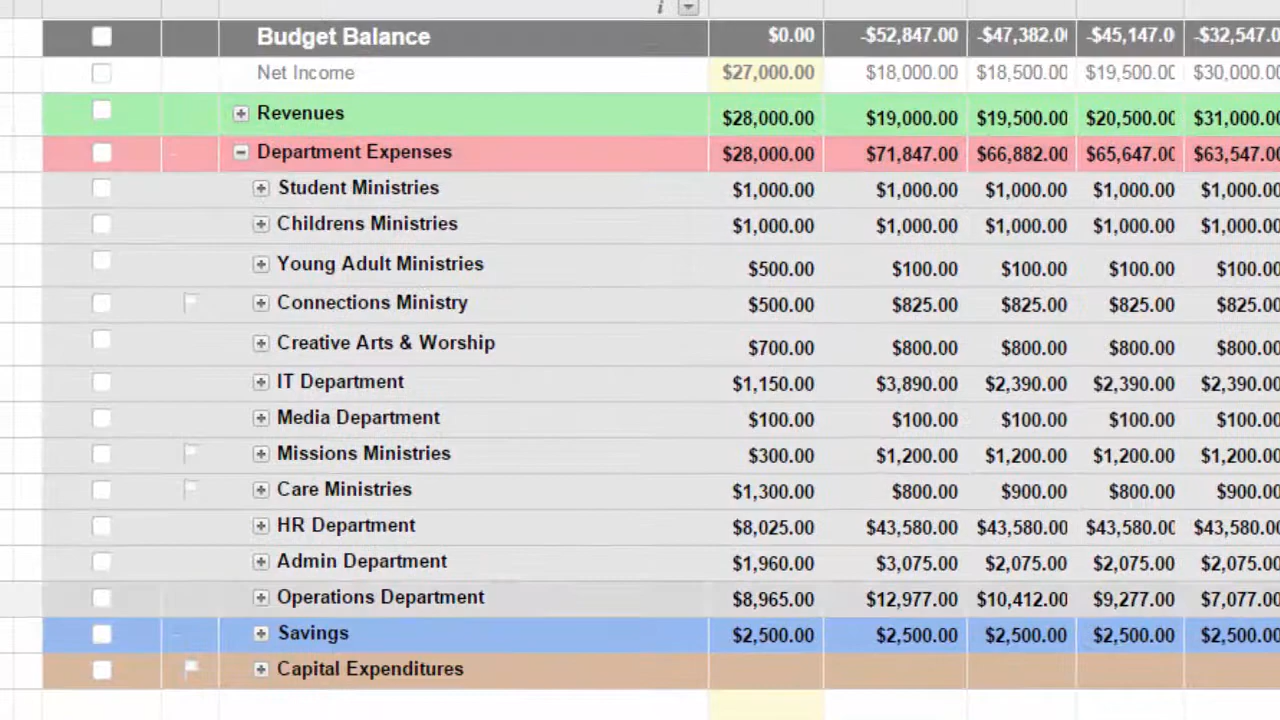 i
Budget Balance $0.00 -$52,847.00 -$47,382.0 -$45,147.0 -$32,547.0
Net Income $27,000.00 $18,000.00 $18,500.00 $19,500.00 $30,000.00
Revenues $28,000.00 $19,000.00 $19,500.00 $20,500.00 $31,000.00
Department Expenses $28,000.00 $71,847.00 $66,882.00 $65,647.00 $63,547.00
Student Ministries $1,000.00 $1,000.00 $1,000.00 $1,000.00 $1,000.00
Childrens Ministries $1,000.00 $1,000.00 $1,000.00 $1,000.00 $1,000.00
Young Adult Ministries $500.00 $100.00 $100.00 $100.00 $100.00
Connections Ministry $500.00 $825.00 $825.00 $825.00 $825.00
Creative Arts & Worship $700.00 $800.00 $800.00 $800.00 $800.00
IT Department $1,150.00 $3,890.00 $2,390.00 $2,390.00 $2,390.00
Media Department $100.00 $100.00 $100.00 $100.00 $100.00
Missions Ministries $300.00 $1,200.00 $1,200.00 $1,200.00 $1,200.00
Care Ministries $1,300.00 $800.00 $900.00 $800.00 $900.00
HR Department $8,025.00 $43,580.00 $43,580.00 $43,580.00 $43,580.00
Admin Department $1,960.00 $3,075.00 $2,075.00 $2,075.00 $2,075.00
Operations Department $8,965.00 $12,977.00 $10,412.00 $9,277.00 $7,077.00
Savings $2,500.00 $2,500.00 $2,500.00 $2,500.00 $2,500.00
Capital Expenditures